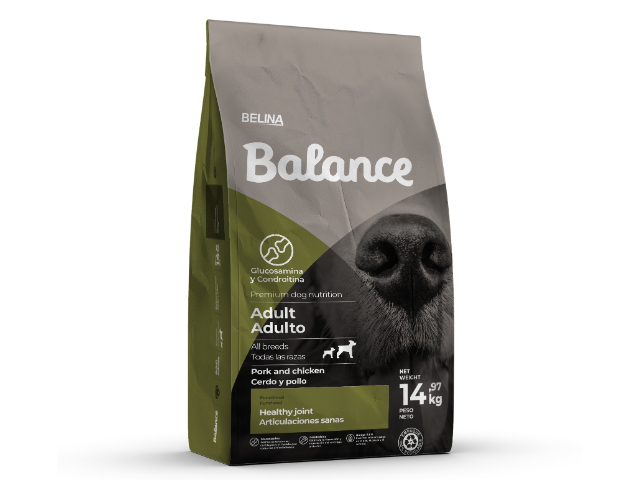 BELINA
Balance
Glucosamina
y Condroitina
Premium dog nutrition
Adult
Adulto
All breeds
Todas las razas
Pork and chicken
Cerdo y pollo
Healthy joint
Articulaciones sanas
NET
WEIGHT
14,97
kg
PESO
NETO
Balance